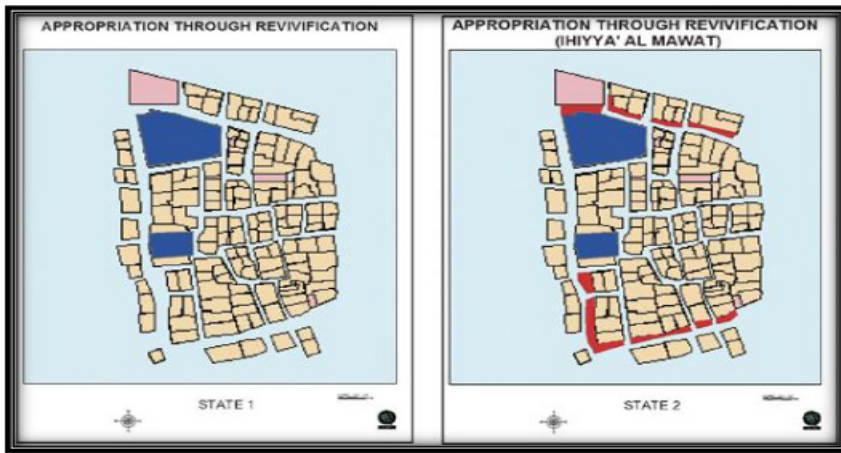 APPROPRIATION THROUGH REVIVIFICATION
STATE 1
APPROPRIATION THROUGH REVIVIFICATION
(IHIYYA' AL MAWAT)
STATE 2